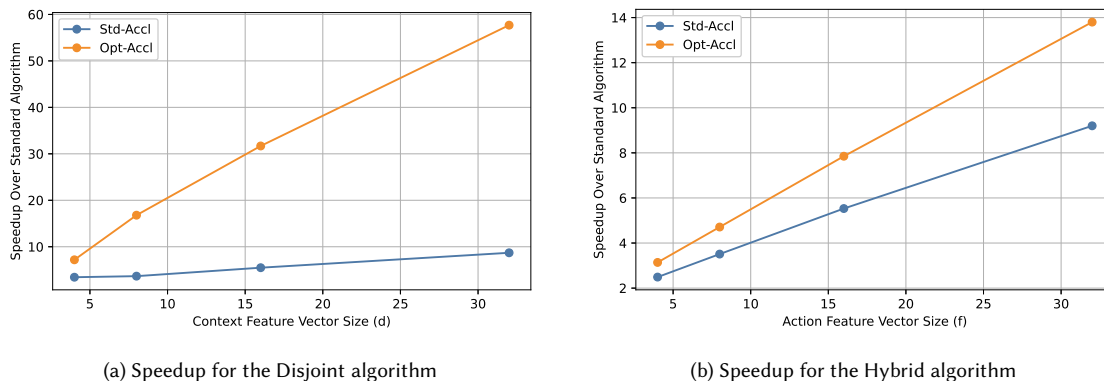 60
50
40
30
20
10
Speedup Over Standard Algorithm
Std-Accl
Opt-Accl
5
10
15
20
25
30
Context Feature Vector Size (d)
(a) Speedup for the Disjoint algorithm
14
12
10
8
6
4
2
Speedup Over Standard Algorithm
Std-Accl
Opt-Accl
5
10
15
20
25
30
Action Feature Vector Size (f)
(b) Speedup for the Hybrid algorithm